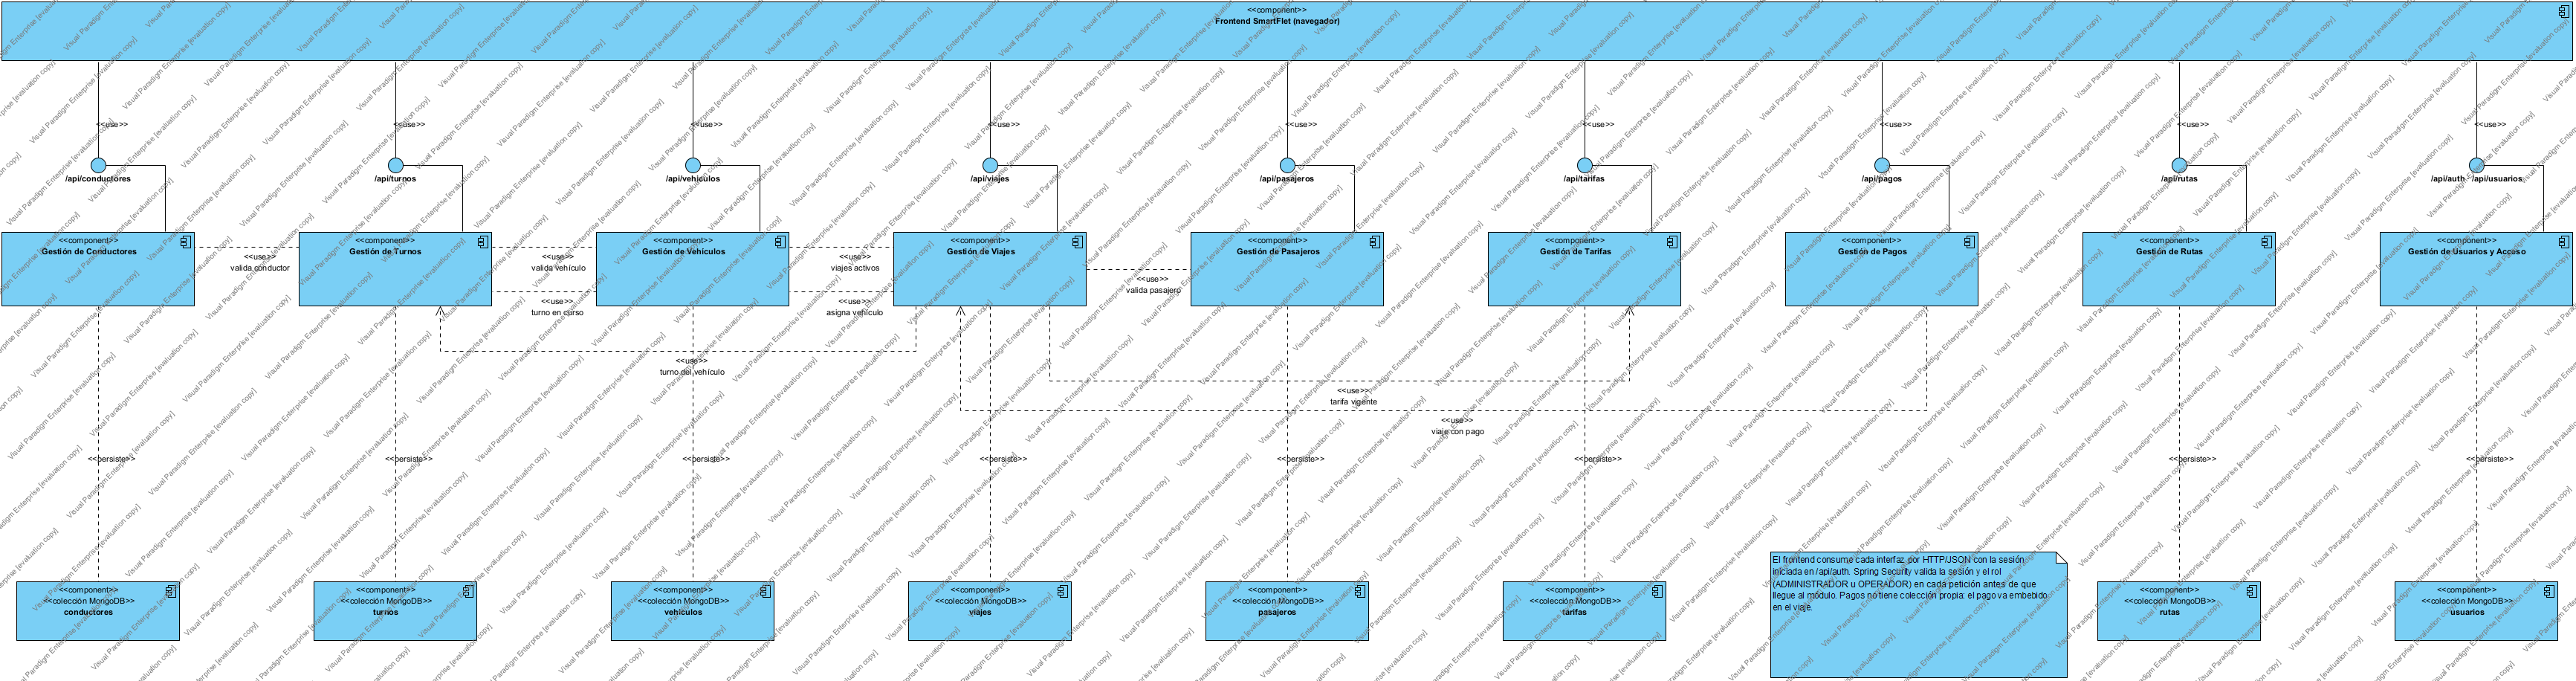 <<component>>
Frontend SmartFlet (navegador)
<<use>>
<<use>>
<<use>>
<<use>>
<<use>>
<<use>>
<<use>>
<<use>>
<<use>>
/api/conductores
/api/turnos
/api/vehiculos
/api/viajes
/api/pasajeros
/api/tarifas
/api/pagos
/api/rutas
/api/auth · /api/usuarios
<<component>>
Gestión de Conductores
<<component>>
Gestión de Turnos
<<component>>
Gestión de Vehículos
<<component>>
Gestión de Viajes
<<component>>
Gestión de Pasajeros
<<component>>
Gestión de Tarifas
<<component>>
Gestión de Pagos
<<component>>
Gestión de Rutas
<<component>>
Gestión de Usuarios y Acceso
<<use>>
valida conductor
<<use>>
valida vehículo
<<use>>
viajes activos
<<use>>
valida pasajero
<<use>>
turno en curso
<<use>>
asigna vehículo
<<use>>
turno del vehículo
<<use>>
tarifa vigente
<<use>>
viaje con pago
<<persiste>>
<<persiste>>
<<persiste>>
<<persiste>>
<<persiste>>
<<persiste>>
<<persiste>>
<<persiste>>
<<component>>
<<colección MongoDB>>
conductores
<<component>>
<<colección MongoDB>>
turnos
<<component>>
<<colección MongoDB>>
vehiculos
<<component>>
<<colección MongoDB>>
viajes
<<component>>
<<colección MongoDB>>
pasajeros
<<component>>
<<colección MongoDB>>
tarifas
El frontend consume cada interfaz por HTTP/JSON con la sesión
iniciada en /api/auth. Spring Security valida la sesión y el rol
(ADMINISTRADOR u OPERADOR) en cada petición antes de que
llegue al módulo. Pagos no tiene colección propia: el pago va embebido
en el viaje.
<<component>>
<<colección MongoDB>>
rutas
<<component>>
<<colección MongoDB>>
usuarios
Visual Paradigm Enterprise [evaluation copy]